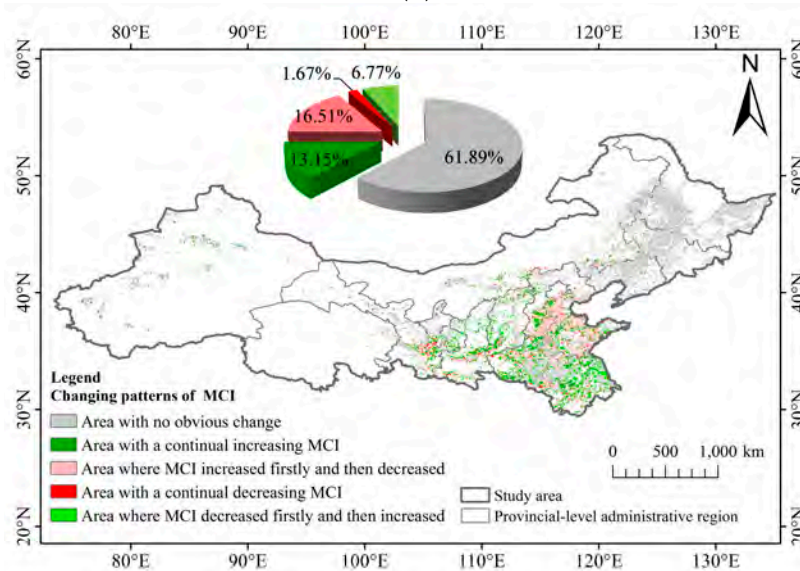 80°E 90°E 100°E 110°E 120°E 130°E
60°N 60°N
1.67% 6.77%
N
16.51%
13.15% 61.89%
50°N 50°N
40°N 40°N
Legend
Changing patterns of MCI
30°N 30°N
Area with no obvious change
Area with a continual increasing MCI
0 500 1,000 km
Area where MCI increased firstly and then decreased
Area with a continual decreasing MCI Study area
Area where MCI decreased firstly and then increased Provincial-level administrative region
20°N 20°N
80°E 90°E 100°E 110°E 120°E 130°E